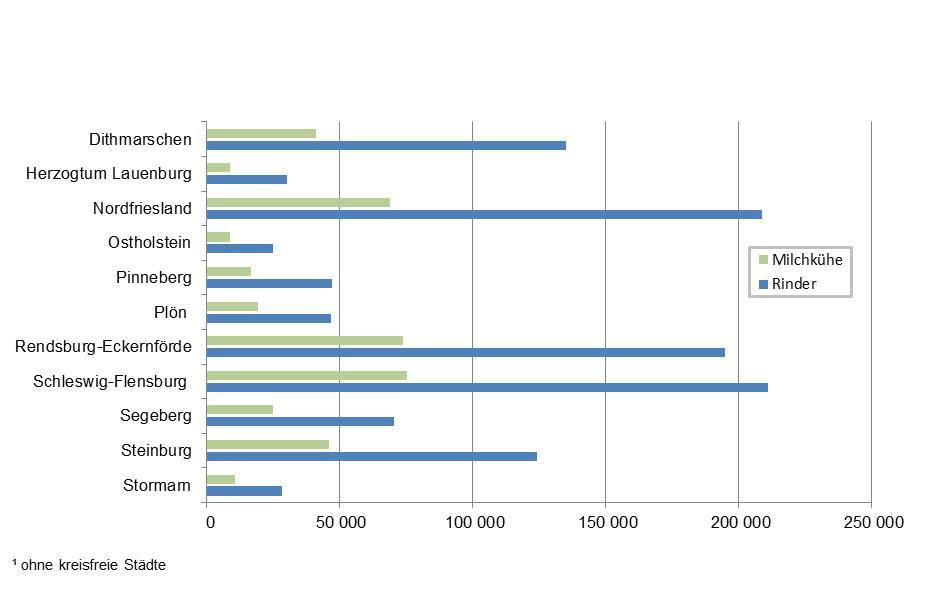 Dithmarschen
Herzogtum Lauenburg
Nordfriesland
Ostholstein
Pinneberg
Plön
Rendsburg-Eckernförde
Schleswig-Flensburg
Segeberg
Steinburg
Stormarn
Milchkühe
Rinder
0 50 000 100 000 150 000 200 000 250 000
¹ ohne kreisfreie Städte